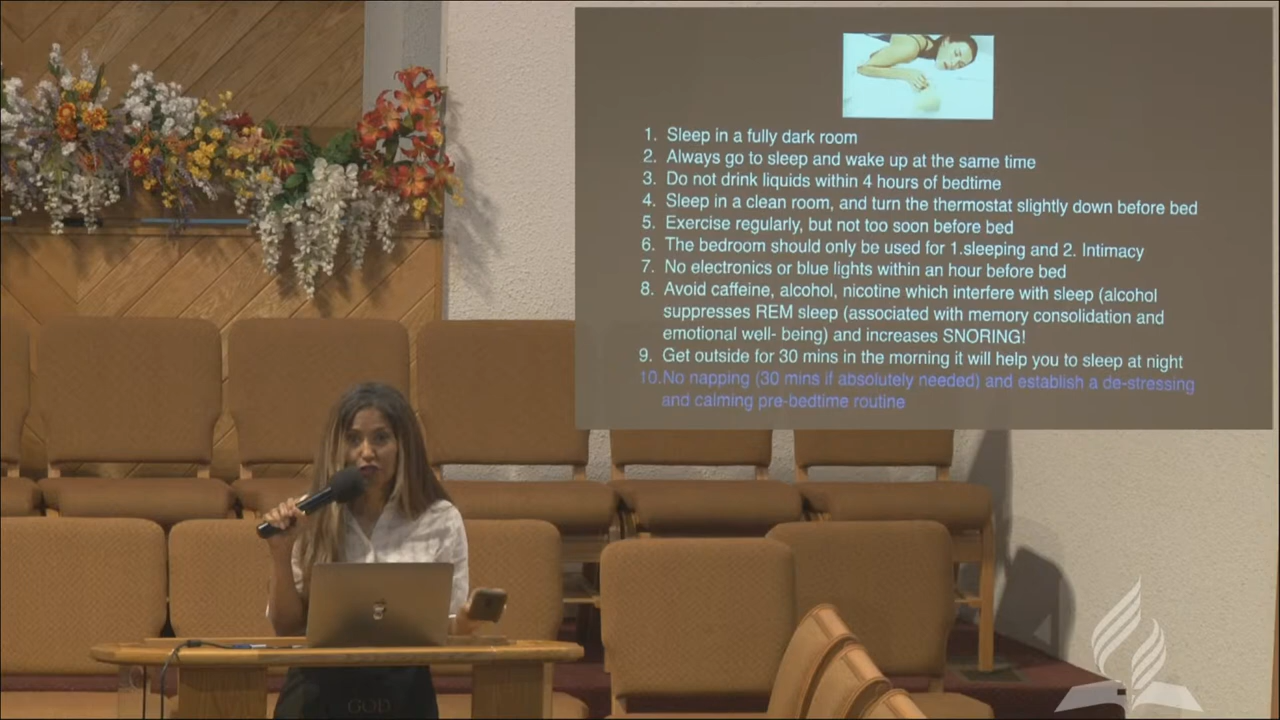 1. Sleep in a fully dark room
2. Always go to sleep and wake up at the same time
3. Do not drink liquids within 4 hours of bedtime
4. Sleep in a clean room, and turn the thermostat slightly down before bed
5. Exercise regularly, but not too soon before bed
6. The bedroom should only be used for 1.sleeping and 2. Intimacy
7. No electronics or blue lights within an hour before bed
8. Avoid caffeine, alcohol, nicotine which interfere with sleep (alcohol
suppresses REM sleep (associated with memory consolidation and
emotional well- being) and increases SNORING!
9. Get outside for 30 mins in the morning it will help you to sleep at night
10.No napping (30 mins if absolutely needed) and establish a de-stressing
and calming pre-bedtime routine
GOD